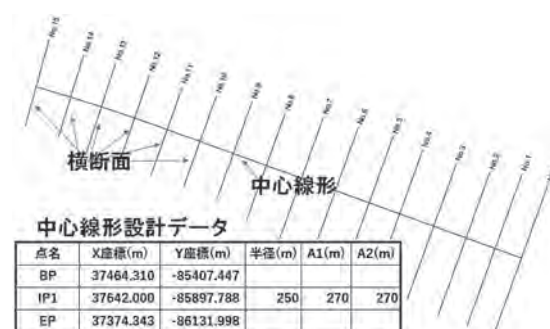 No.15
No.14
No.13
No.12
No.11
No.10
No.9
No.8
No.7
No.6
No.5
No.4
No.3
No.2
No.1
横断面
中心線形
中心線形設計データ
点名 X座標(m) Y座標(m) 半径(m) A1(m) A2(m)
BP 37464.310 -85407.447
IP1 37642.000 -85897.788 250 270 270
EP 37374.343 -86131.998